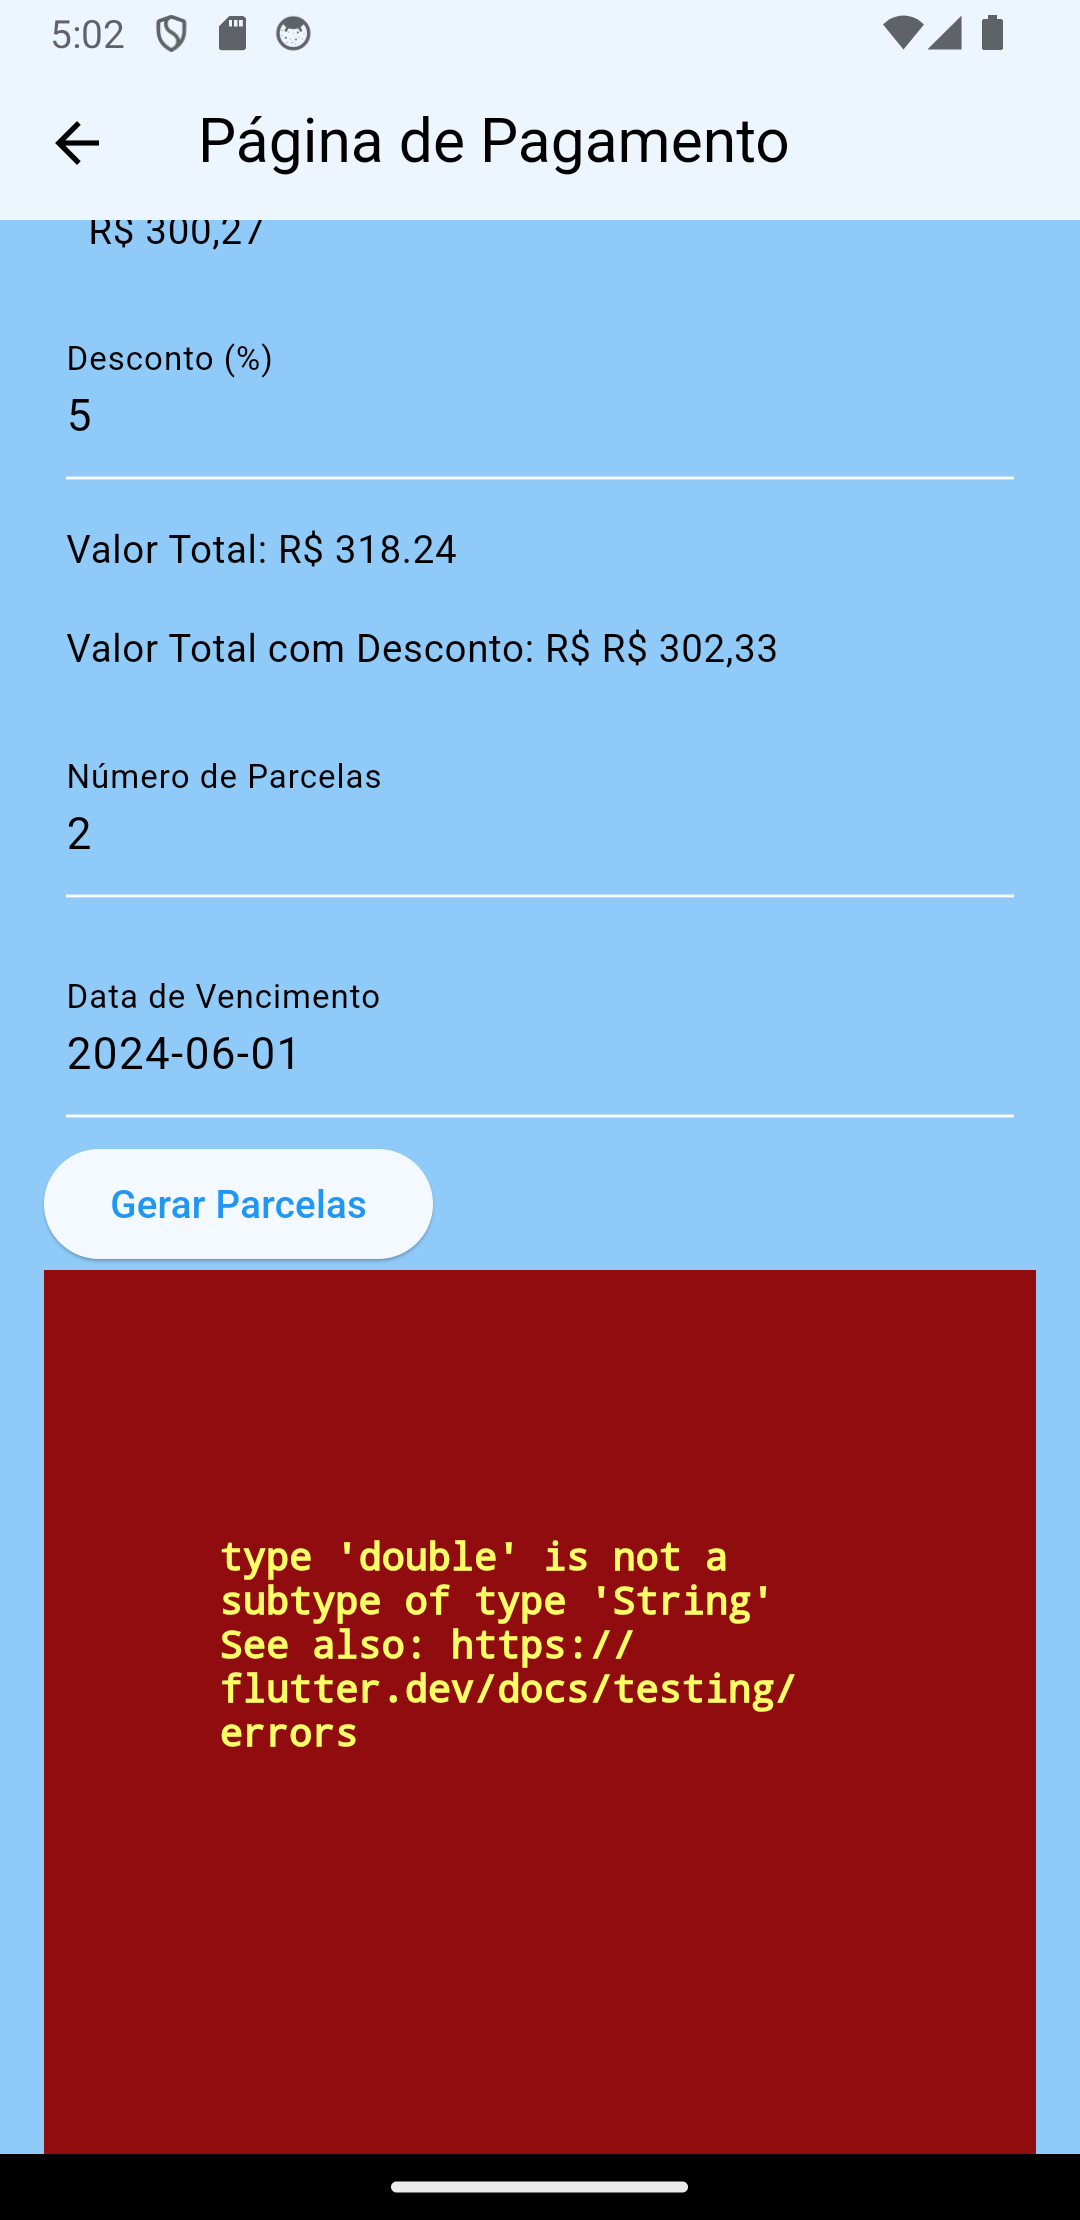 5:02
Página de Pagamento
R$ 300,27
Desconto (%)
5
Valor Total: R$ 318.24
Valor Total com Desconto: R$ R$ 302,33
Número de Parcelas
2
Data de Vencimento
2024-06-01
Gerar Parcelas
type 'double' is not a
subtype of type 'String'
See also: https://
flutter.dev/docs/testing/
errors